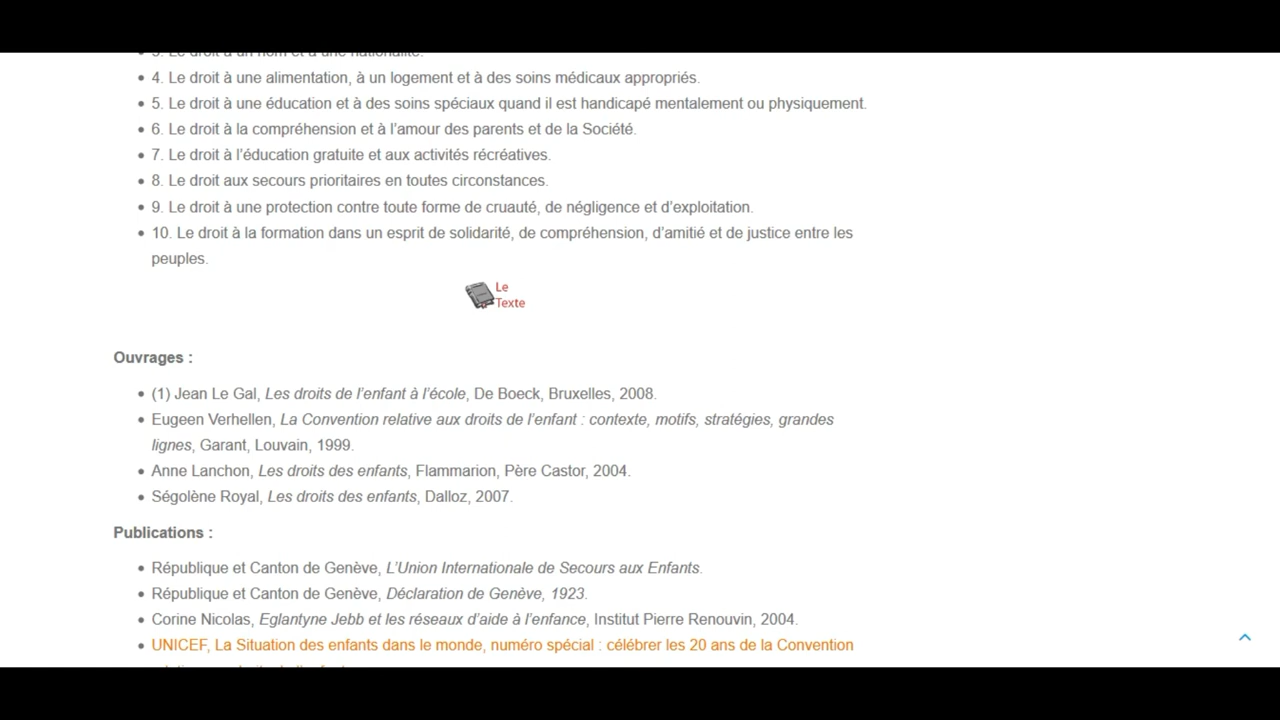 3. Le droit à un nom et à une nationalité.
4. Le droit à une alimentation, à un logement et à des soins médicaux appropriés.
5. Le droit à une éducation et à des soins spéciaux quand il est handicapé mentalement ou physiquement.
6. Le droit à la compréhension et à l’amour des parents et de la Société.
7. Le droit à l’éducation gratuite et aux activités récréatives.
8. Le droit aux secours prioritaires en toutes circonstances.
9. Le droit à une protection contre toute forme de cruauté, de négligence et d’exploitation.
10. Le droit à la formation dans un esprit de solidarité, de compréhension, d’amitié et de justice entre les
peuples.
Le
Texte
Ouvrages :
(1) Jean Le Gal, Les droits de l’enfant à l’école, De Boeck, Bruxelles, 2008.
Eugeen Verhellen, La Convention relative aux droits de l’enfant : contexte, motifs, stratégies, grandes
lignes, Garant, Louvain, 1999.
Anne Lanchon, Les droits des enfants, Flammarion, Père Castor, 2004.
Ségolène Royal, Les droits des enfants, Dalloz, 2007.
Publications :
République et Canton de Genève, L’Union Internationale de Secours aux Enfants.
République et Canton de Genève, Déclaration de Genève, 1923.
Corine Nicolas, Eglantyne Jebb et les réseaux d’aide à l’enfance, Institut Pierre Renouvin, 2004.
UNICEF, La Situation des enfants dans le monde, numéro spécial : célébrer les 20 ans de la Convention